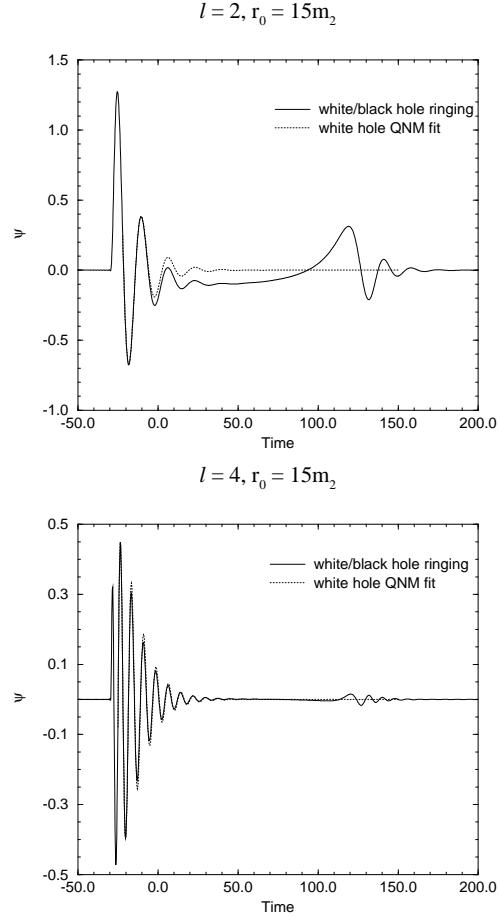 l = 2, r₀ = 15m₂
1.5
1.0
0.5
0.0
-0.5
-1.0
ψ
white/black hole ringing
white hole QNM fit
-50.0 0.0 50.0 100.0 150.0 200.0
Time
l = 4, r₀ = 15m₂
0.5
0.3
0.1
-0.1
-0.3
-0.5
ψ
white/black hole ringing
white hole QNM fit
-50.0 0.0 50.0 100.0 150.0 200.0
Time